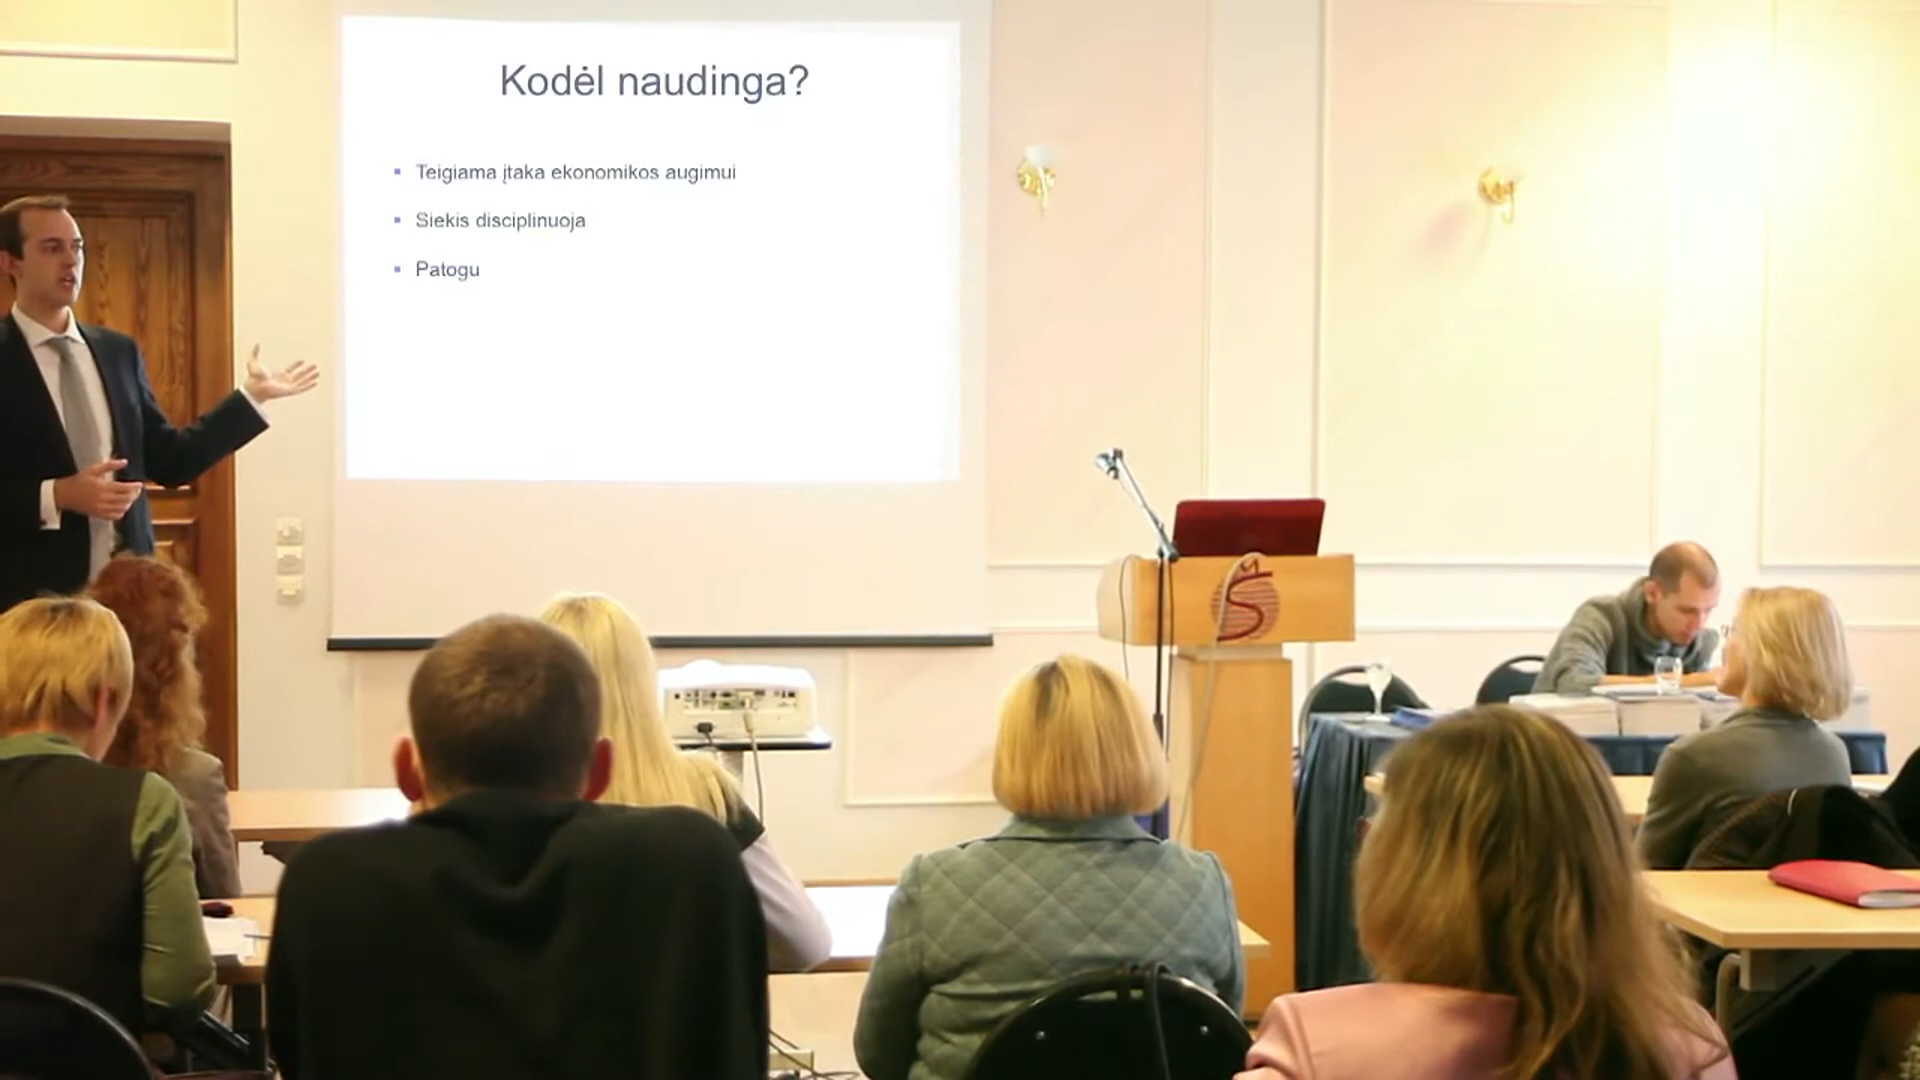 Kodėl naudinga?
Teigiama įtaka ekonomikos augimui
Siekis disciplinuoja
Patogu